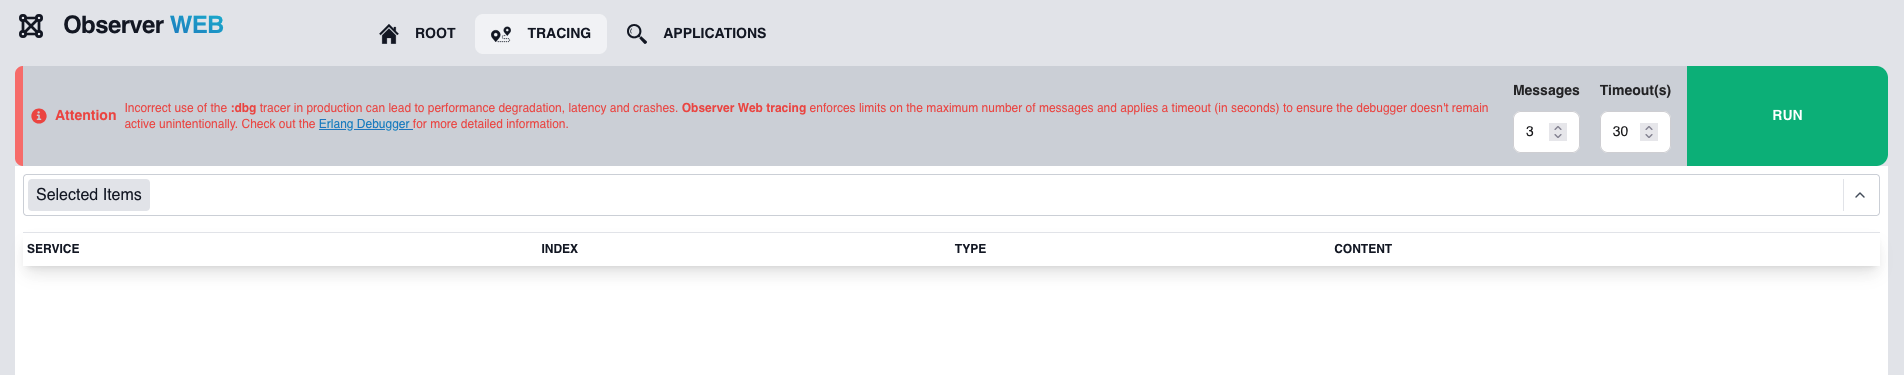 Observer WEB
ROOT
TRACING
APPLICATIONS
Attention
Incorrect use of the :dbg tracer in production can lead to performance degradation, latency and crashes. Observer Web tracing enforces limits on the maximum number of messages and applies a timeout (in seconds) to ensure the debugger doesn't remain
active unintentionally. Check out the Erlang Debugger for more detailed information.
Messages
Timeout(s)
3
30
RUN
Selected Items
SERVICE
INDEX
TYPE
CONTENT